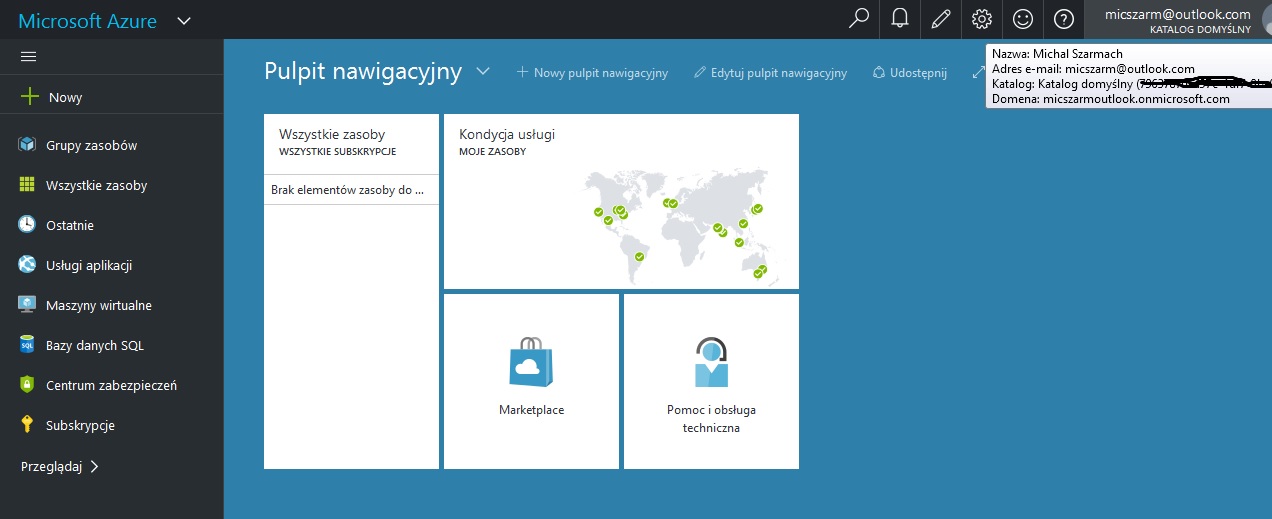 Microsoft Azure
micszarm@outlook.com
KATALOG DOMYŚLNY
Nazwa: Michal Szarmach
Adres e-mail: micszarm@outlook.com
Katalog: Katalog domyślny
Domena: micszarmoutlook.onmicrosoft.com
Pulpit nawigacyjny
Nowy pulpit nawigacyjny
Edytuj pulpit nawigacyjny
Udostępnij
Nowy
Grupy zasobów
Wszystkie zasoby
Ostatnie
Usługi aplikacji
Maszyny wirtualne
SQL
Bazy danych SQL
Centrum zabezpieczeń
Subskrypcje
Przeglądaj
Wszystkie zasoby
WSZYSTKIE SUBSKRYPCJE
Brak elementów zasoby do ...
Kondycja usługi
MOJE ZASOBY
Marketplace
Pomoc i obsługa
techniczna